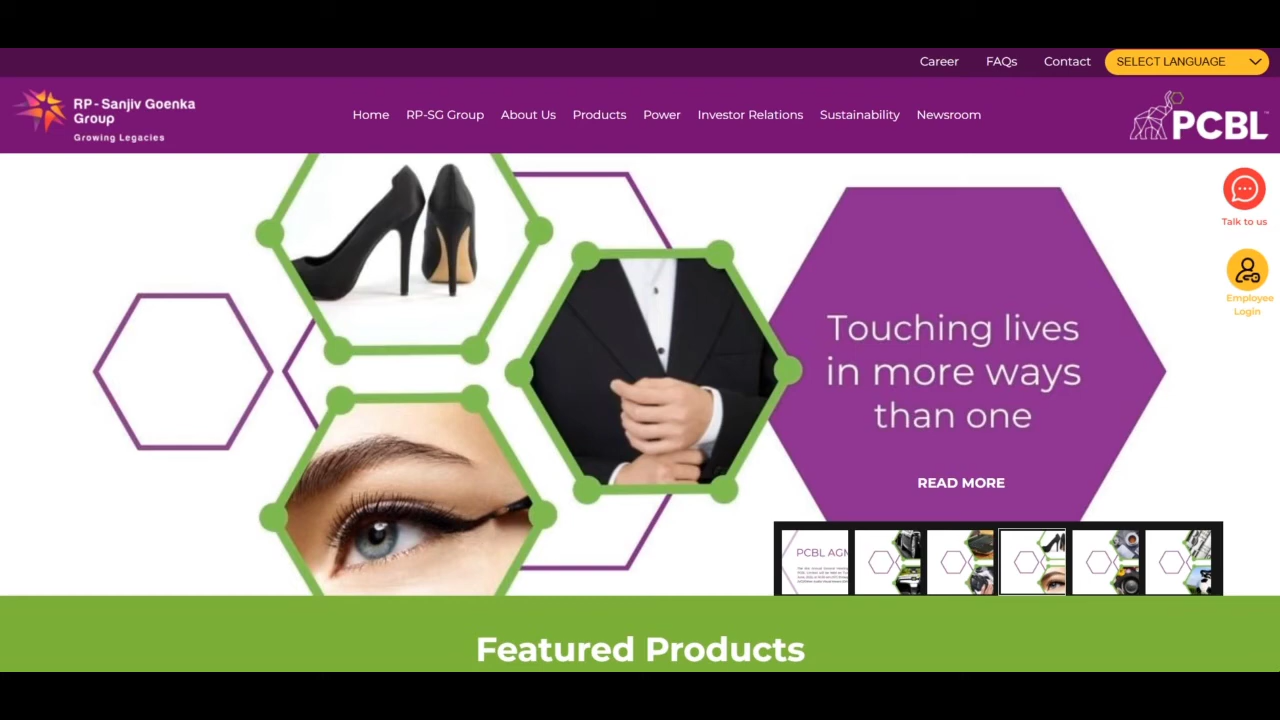 Career FAQs Contact SELECT LANGUAGE
RP - Sanjiv Goenka
Group
Growing Legacies
Home RP-SG Group About Us Products Power Investor Relations Sustainability Newsroom
PCBL
Talk to us
Employee
Login
Touching lives
in more ways
than one
READ MORE
PCBL AGM
Featured Products